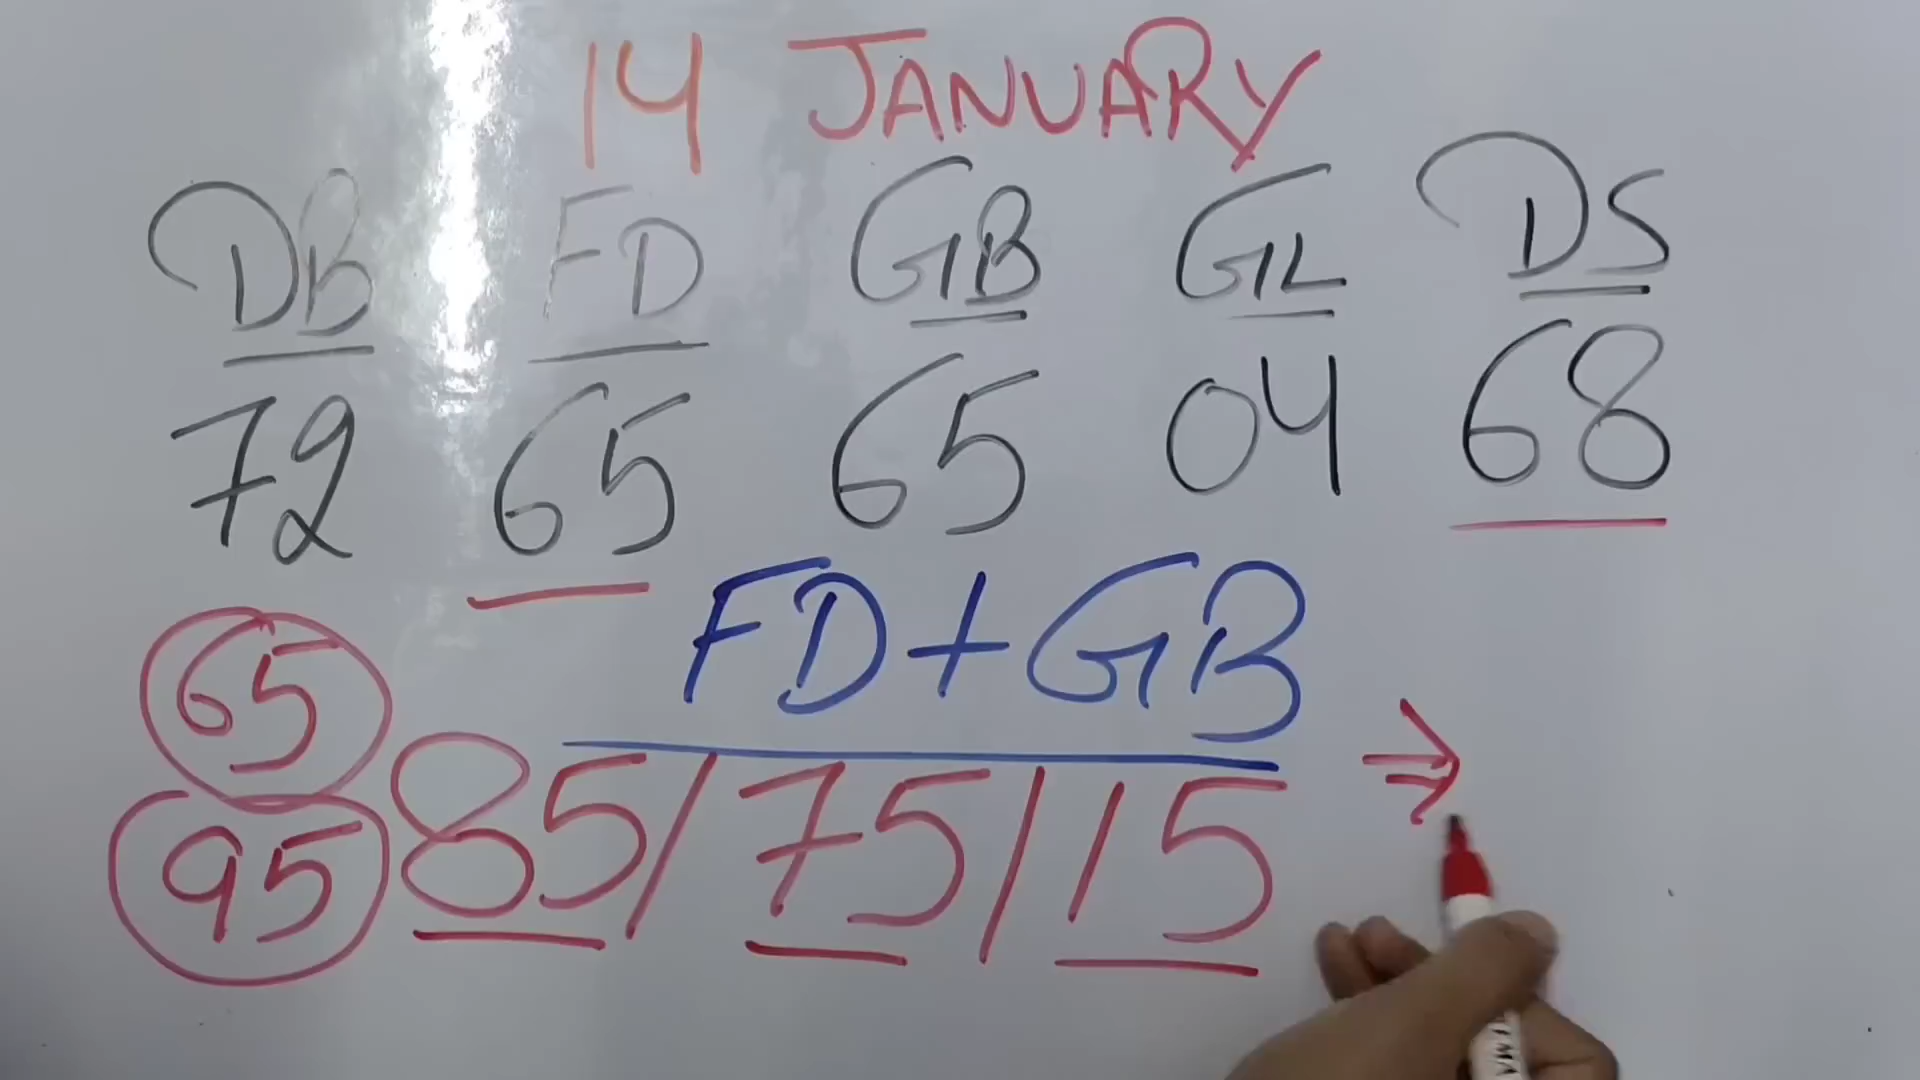 14 JANUARY
DB FD GB GL DS
72 65 65 04 68
FD+GB
65
85/75/15 ⇒
95